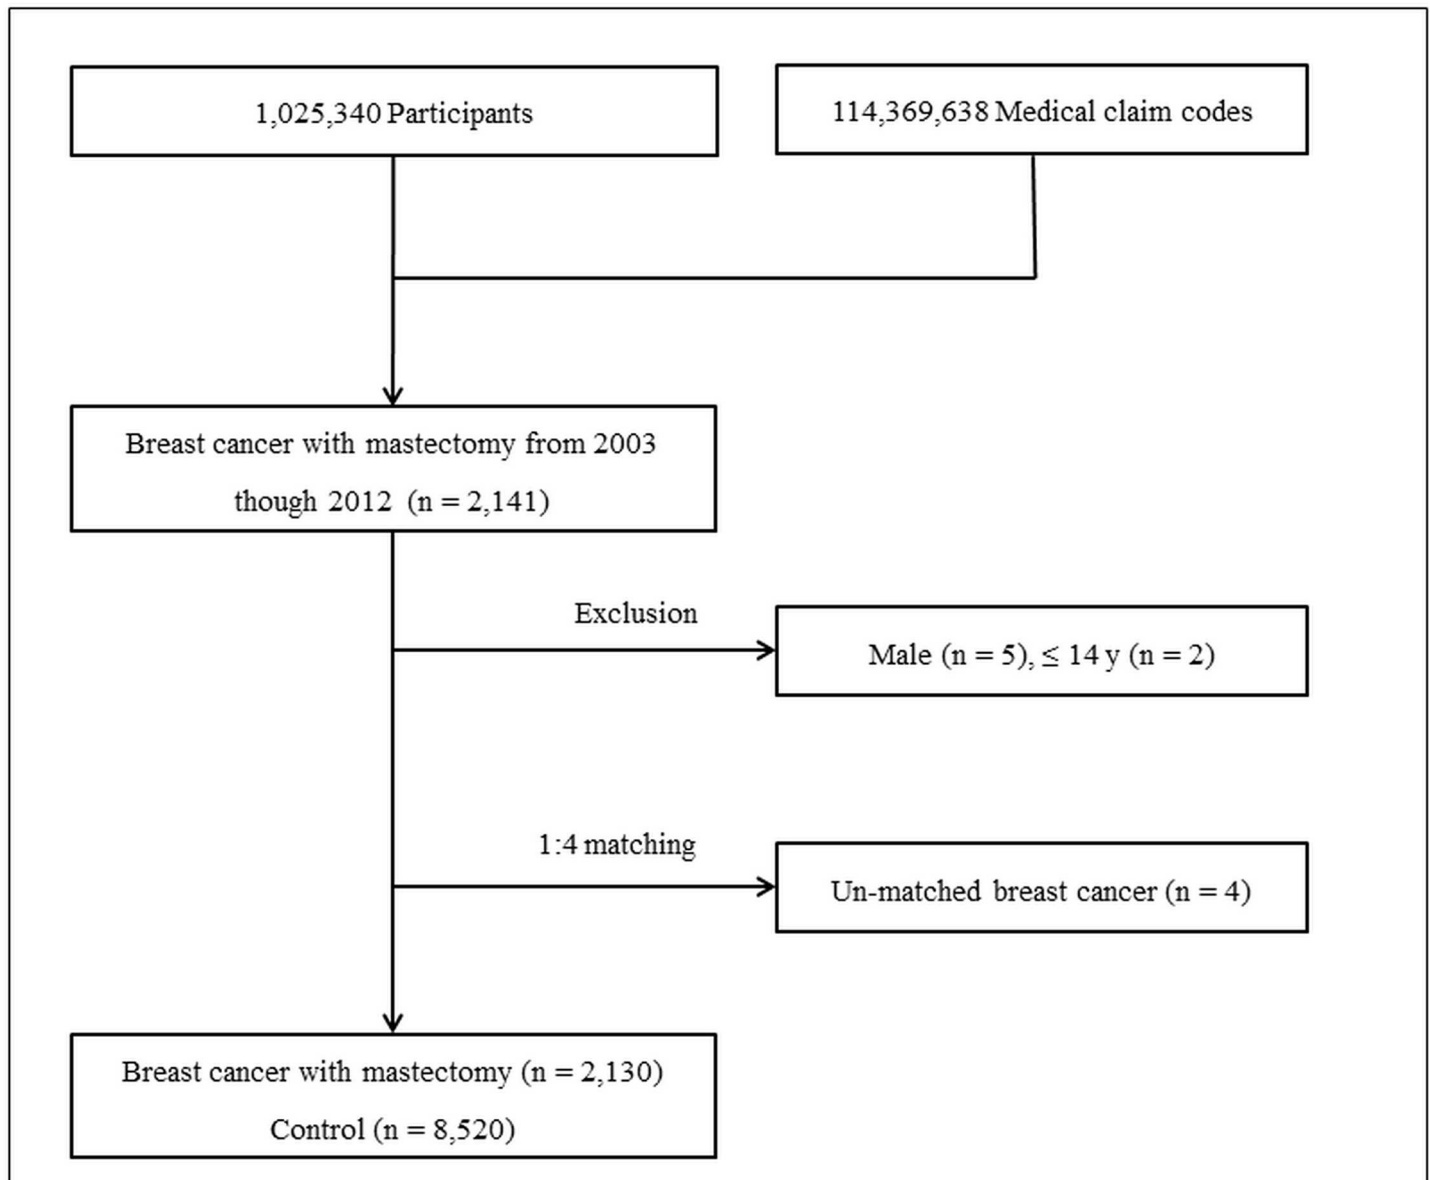 1,025,340 Participants
114,369,638 Medical claim codes
Breast cancer with mastectomy from 2003
though 2012 (n = 2,141)
Exclusion
Male (n = 5), ≤ 14 y (n = 2)
1:4 matching
Un-matched breast cancer (n = 4)
Breast cancer with mastectomy (n = 2,130)
Control (n = 8,520)